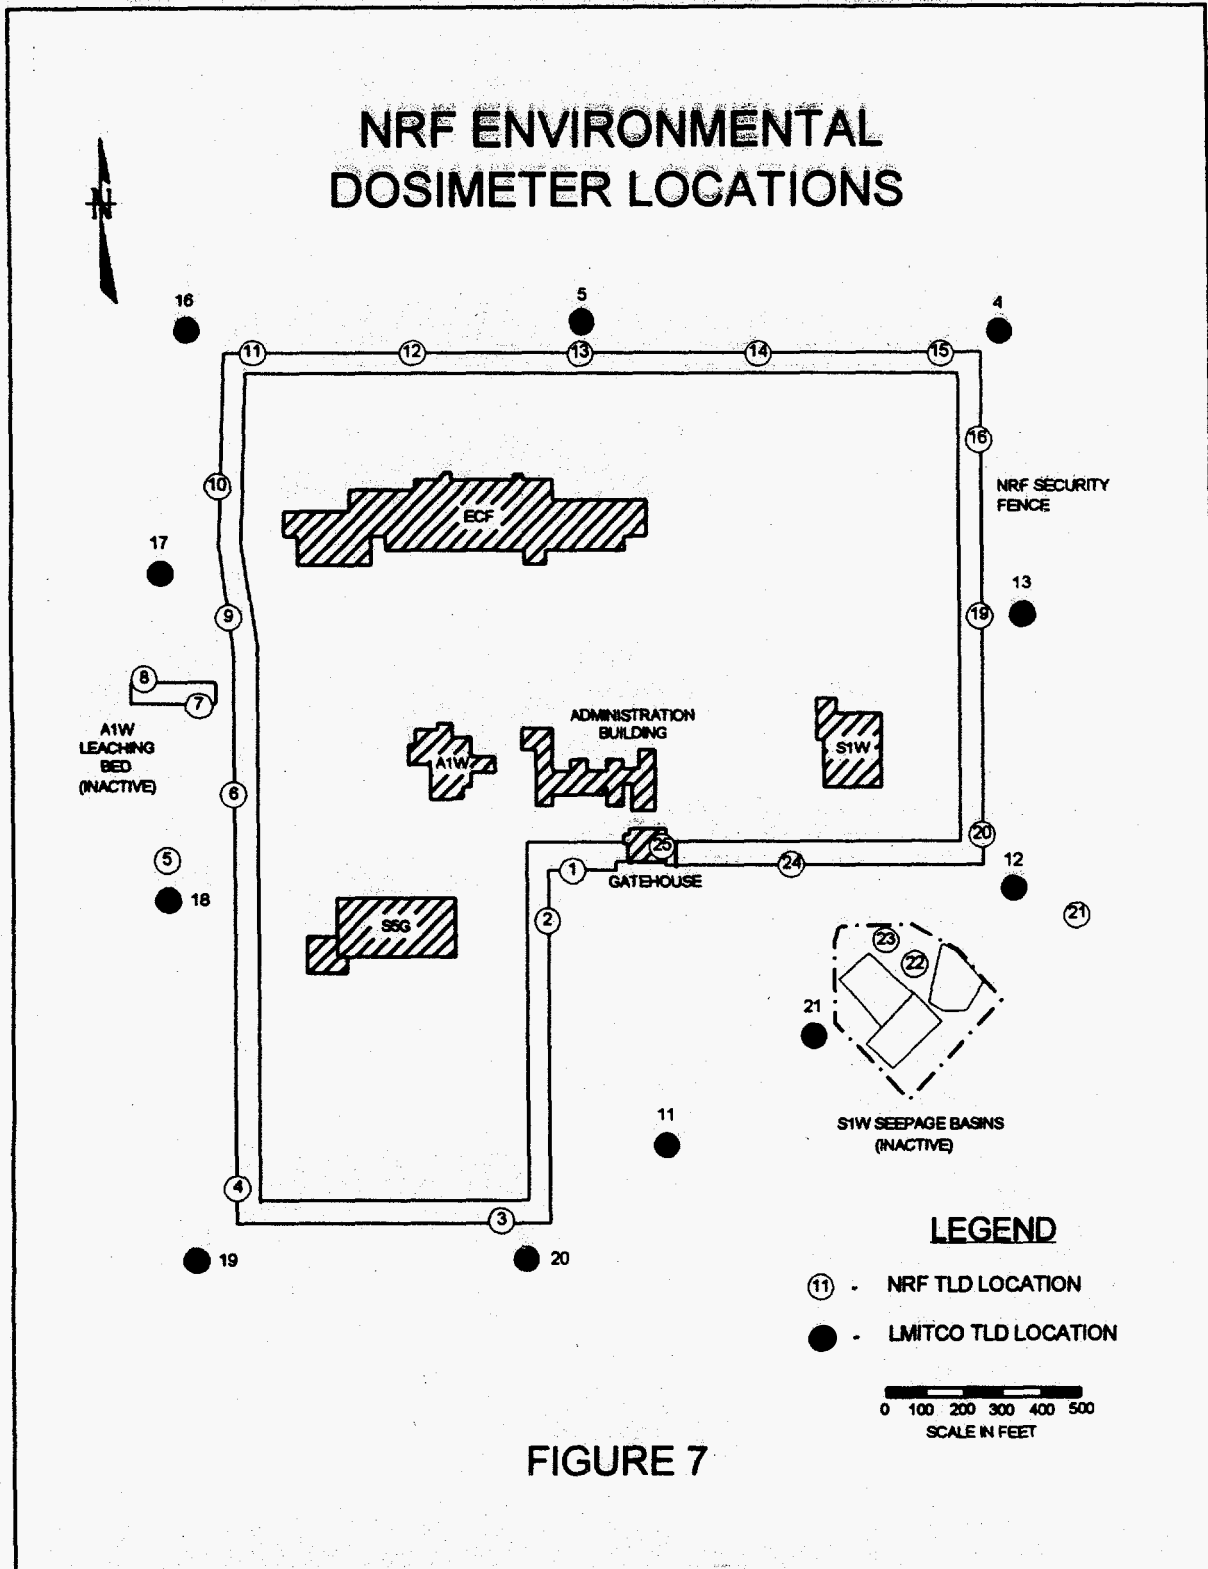 NRF ENVIRONMENTAL
DOSIMETER LOCATIONS
N
16
5
4
11
12
13
14
15
16
10
NRF SECURITY
FENCE
ECF
17
13
9
19
8
7
A1W
LEACHING
BED
(INACTIVE)
ADMINISTRATION
BUILDING
A1W
S1W
6
20
25
24
12
5
1
GATEHOUSE
18
2
21
S5G
23
22
21
11
S1W SEEPAGE BASINS
(INACTIVE)
4
3
19
20
LEGEND
11 - NRF TLD LOCATION
- LMITCO TLD LOCATION
0 100 200 300 400 500
SCALE IN FEET
FIGURE 7